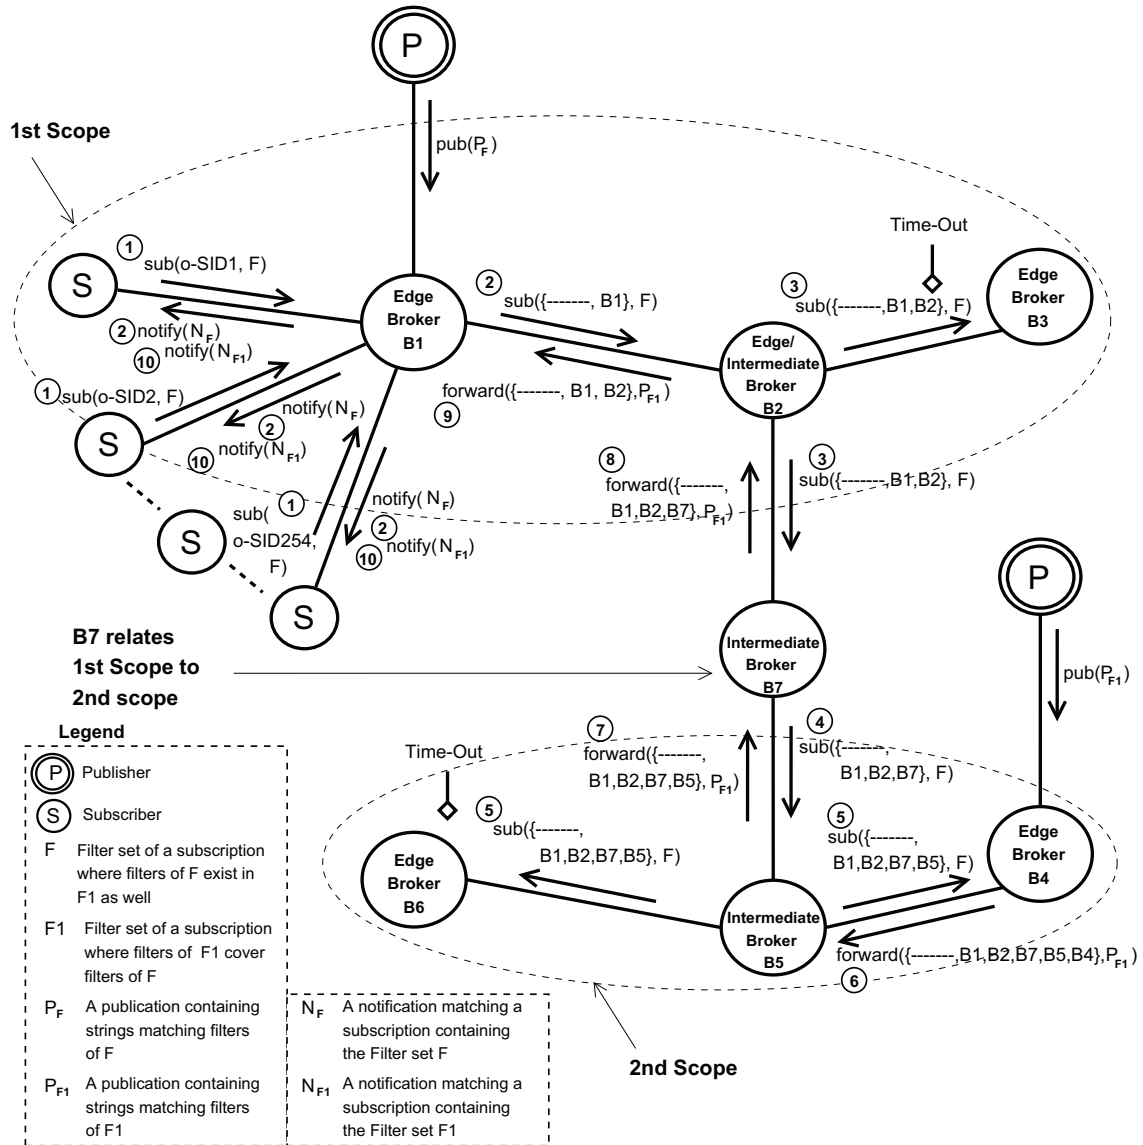 P
1st Scope
pub(P_F)
1
sub(o-SID1, F)
S
2 notify(N_F)
10 notify(N_F1)
Edge
Broker
B1
2
sub({-------, B1}, F)
Time-Out
3
sub({-------,B1,B2}, F)
Edge
Broker
B3
Edge/
Intermediate
Broker
B2
forward({-------, B1, B2},P_F1)
9
1 sub(o-SID2, F)
S
notify(N_F)
2
notify(N_F1)
10
8
forward({-------,
B1,B2,B7},P_F1)
3
sub({-------,B1,B2}, F)
1
sub(
o-SID254,
F)
S
notify(N_F)
2
10 notify(N_F1)
S
P
pub(P_F1)
B7 relates
1st Scope to
2nd scope
Intermediate
Broker
B7
7
forward({-------,
B1,B2,B7,B5}, P_F1)
4
sub({-------,
B1,B2,B7}, F)
Time-Out
5
sub({-------,
B1,B2,B7,B5}, F)
5
sub({-------,
B1,B2,B7,B5}, F)
Edge
Broker
B6
Intermediate
Broker
B5
Edge
Broker
B4
forward({-------,B1,B2,B7,B5,B4},P_F1)
6
2nd Scope
Legend
P Publisher
S Subscriber
F Filter set of a subscription
where filters of F exist in
F1 as well
F1 Filter set of a subscription
where filters of F1 cover
filters of F
P_F A publication containing
strings matching filters
of F
P_F1 A publication containing
strings matching filters
of F1
N_F A notification matching a
subscription containing
the Filter set F
N_F1 A notification matching a
subscription containing
the Filter set F1